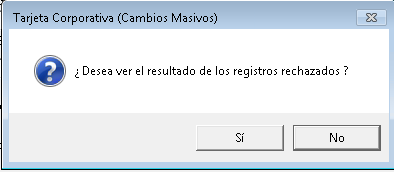 Tarjeta Corporativa (Cambios Masivos)
¿ Desea ver el resultado de los registros rechazados ?
Sí
No